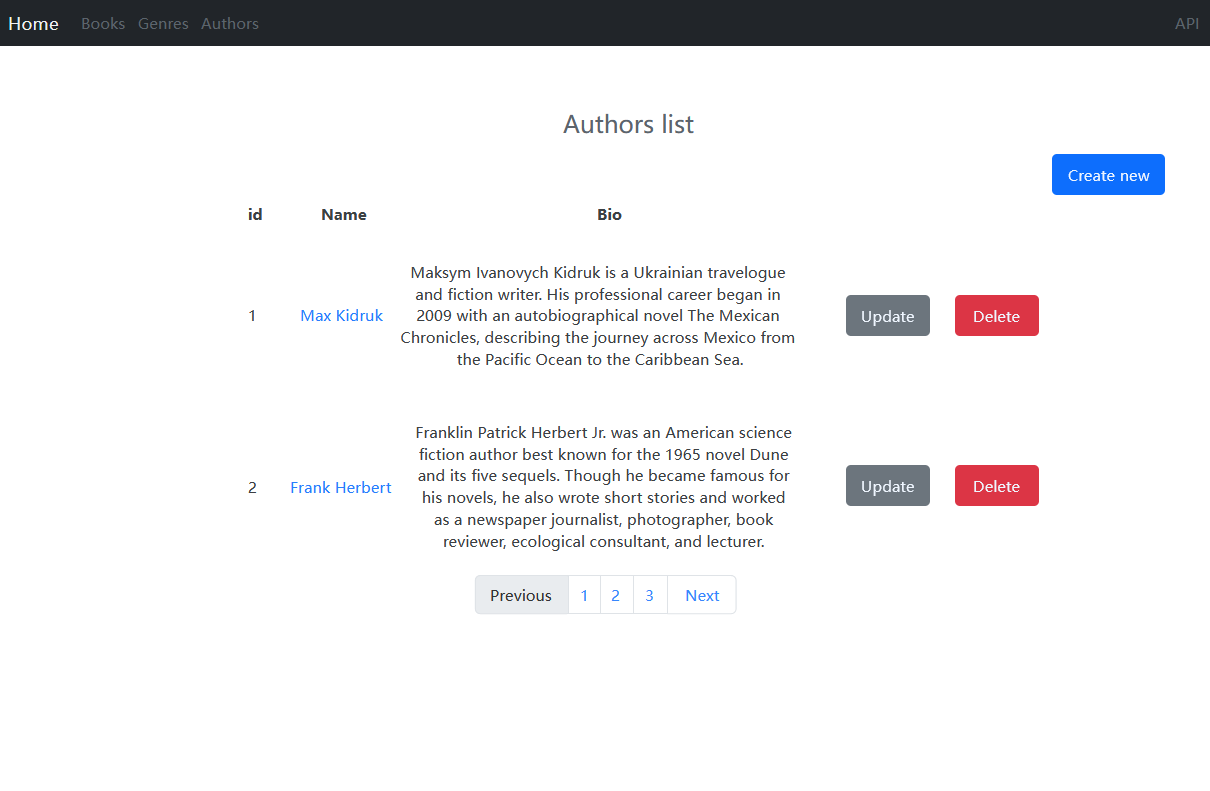 Home Books Genres Authors API
Authors list
Create new
id Name Bio
Maksym Ivanovych Kidruk is a Ukrainian travelogue
and fiction writer. His professional career began in
1 Max Kidruk 2009 with an autobiographical novel The Mexican Update Delete
Chronicles, describing the journey across Mexico from
the Pacific Ocean to the Caribbean Sea.
Franklin Patrick Herbert Jr. was an American science
fiction author best known for the 1965 novel Dune
and its five sequels. Though he became famous for
2 Frank Herbert his novels, he also wrote short stories and worked Update Delete
as a newspaper journalist, photographer, book
reviewer, ecological consultant, and lecturer.
Previous 1 2 3 Next